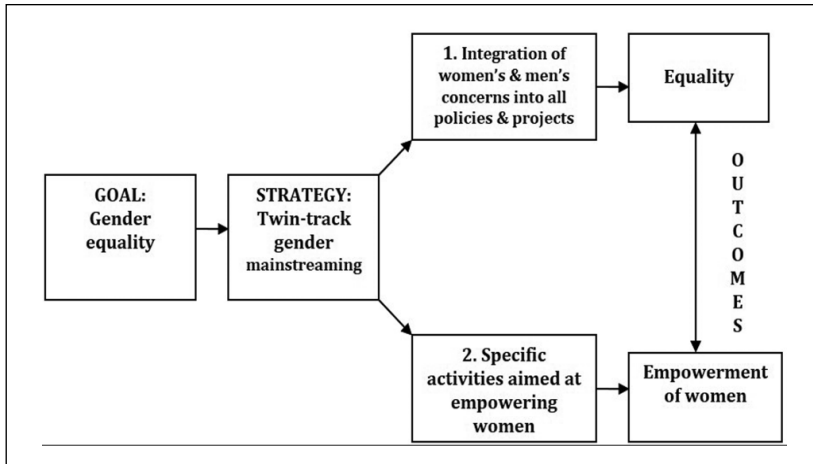 GOAL:
Gender
equality
STRATEGY:
Twin-track
gender
mainstreaming
1. Integration of
women’s & men’s
concerns into all
policies & projects
Equality
2. Specific
activities aimed at
empowering
women
Empowerment
of women
O
U
T
C
O
M
E
S